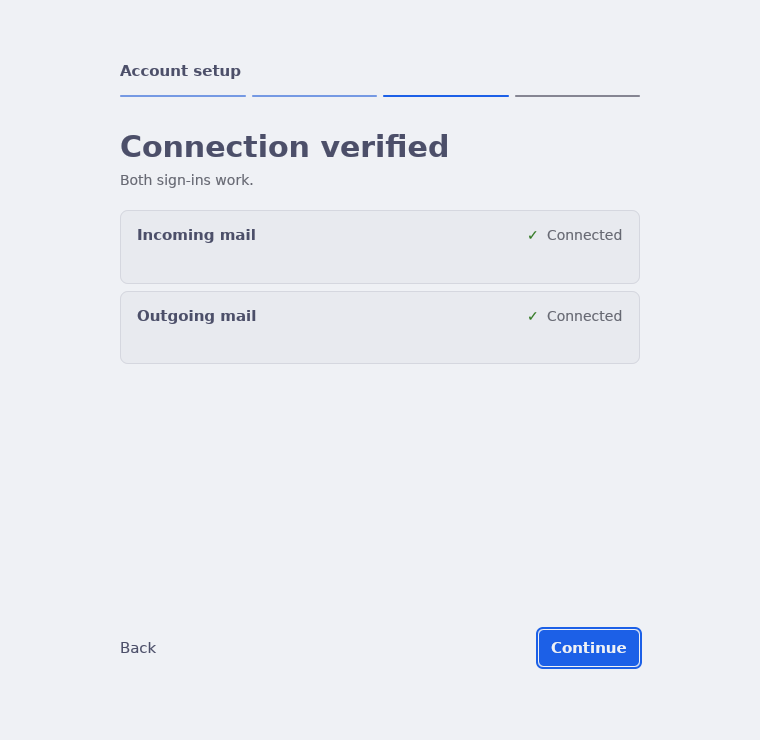 Account setup
Connection verified
Both sign-ins work.
Incoming mail
✓ Connected
Outgoing mail
✓ Connected
Back
Continue